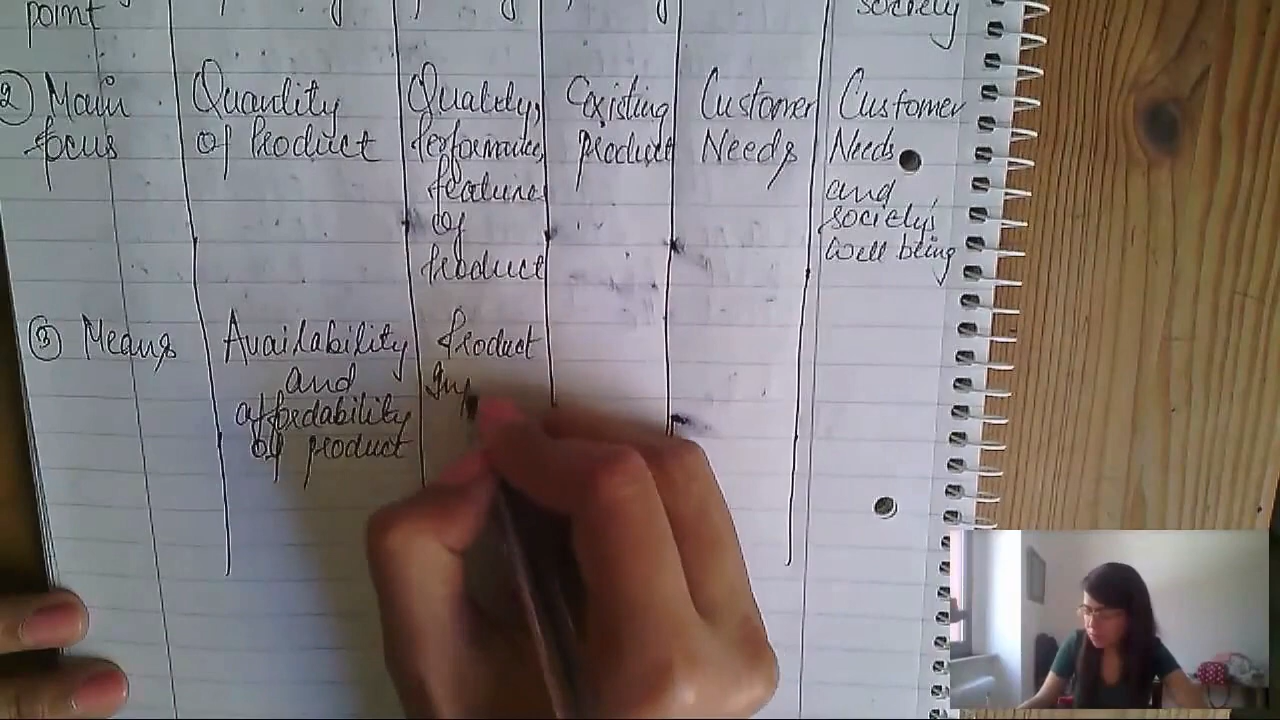 point
society
② Main focus
Quantity
of Product
Quality,
Performance,
features
of
product
Existing
product
Customer
Needs
Customer
Needs
and
society's
well being
③ Means
Availability
and
affordability
of product
Product
Imp